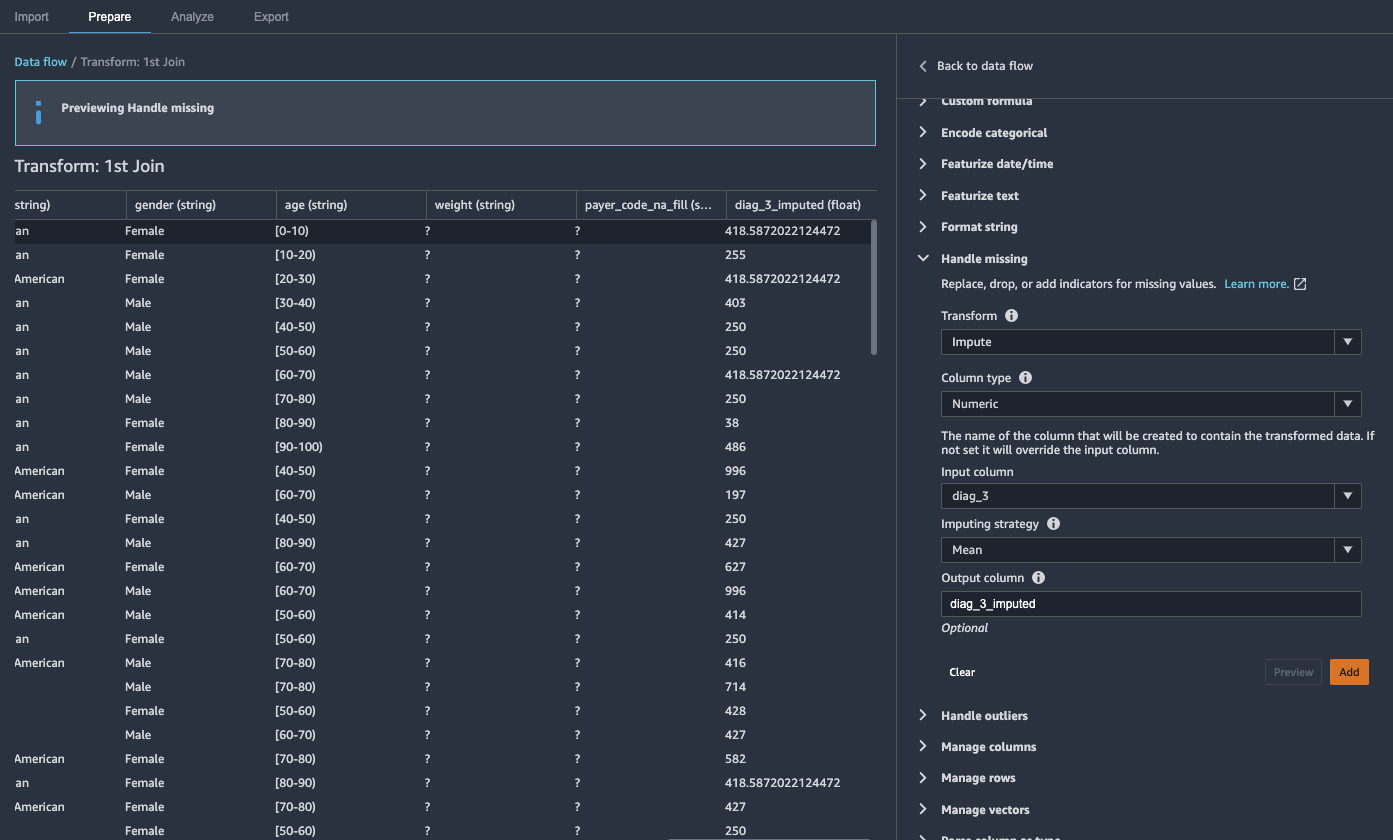 Import Prepare Analyze Export
Data flow / Transform: 1st Join
Previewing Handle missing
Transform: 1st Join
string) gender (string) age (string) weight (string) payer_code_na_fill (s... diag_3_imputed (float)
an Female [0-10) ? ? 418.5872022124472
an Female [10-20) ? ? 255
American Female [20-30) ? ? 418.5872022124472
an Male [30-40) ? ? 403
an Male [40-50) ? ? 250
an Male [50-60) ? ? 250
an Male [60-70) ? ? 418.5872022124472
an Male [70-80) ? ? 250
an Female [80-90) ? ? 38
an Female [90-100) ? ? 486
American Female [40-50) ? ? 996
American Male [60-70) ? ? 197
an Female [40-50) ? ? 250
an Male [80-90) ? ? 427
American Female [60-70) ? ? 627
American Male [60-70) ? ? 996
American Male [50-60) ? ? 414
an Female [50-60) ? ? 250
American Male [70-80) ? ? 416
Male [70-80) ? ? 714
Female [50-60) ? ? 428
Male [60-70) ? ? 427
American Female [70-80) ? ? 582
an Female [80-90) ? ? 418.5872022124472
American Female [70-80) ? ? 427
Female [50-60) ? ? 250
Back to data flow
Custom formula
Encode categorical
Featurize date/time
Featurize text
Format string
Handle missing
Replace, drop, or add indicators for missing values. Learn more.
Transform
Impute
Column type
Numeric
The name of the column that will be created to contain the transformed data. If
not set it will override the input column.
Input column
diag_3
Imputing strategy
Mean
Output column
diag_3_imputed
Optional
Clear Preview Add
Handle outliers
Manage columns
Manage rows
Manage vectors
Parse column as type